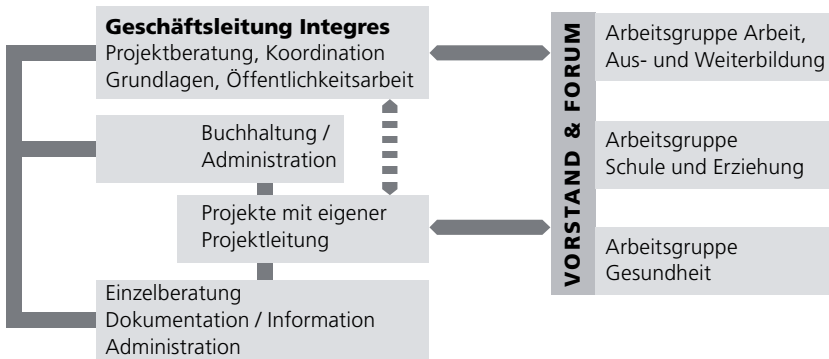 Geschäftsleitung Integres
Projektberatung, Koordination
Grundlagen, Öffentlichkeitsarbeit
Buchhaltung /
Administration
Projekte mit eigener
Projektleitung
Einzelberatung
Dokumentation / Information
Administration
VORSTAND & FORUM
Arbeitsgruppe Arbeit,
Aus- und Weiterbildung
Arbeitsgruppe
Schule und Erziehung
Arbeitsgruppe
Gesundheit